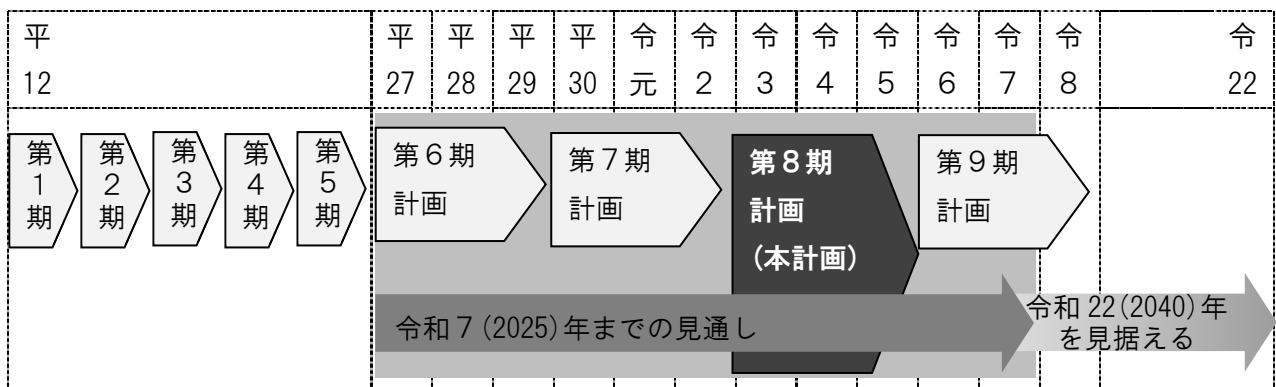 平 平 平 平 平 令 令 令 令 令 令 令 令 令
12 27 28 29 30 元 2 3 4 5 6 7 8 22
第1期
第2期
第3期
第4期
第5期
第6期
計画
第7期
計画
第8期
計画
(本計画)
第9期
計画
令和7(2025)年までの見通し
令和22(2040)年
を見据える